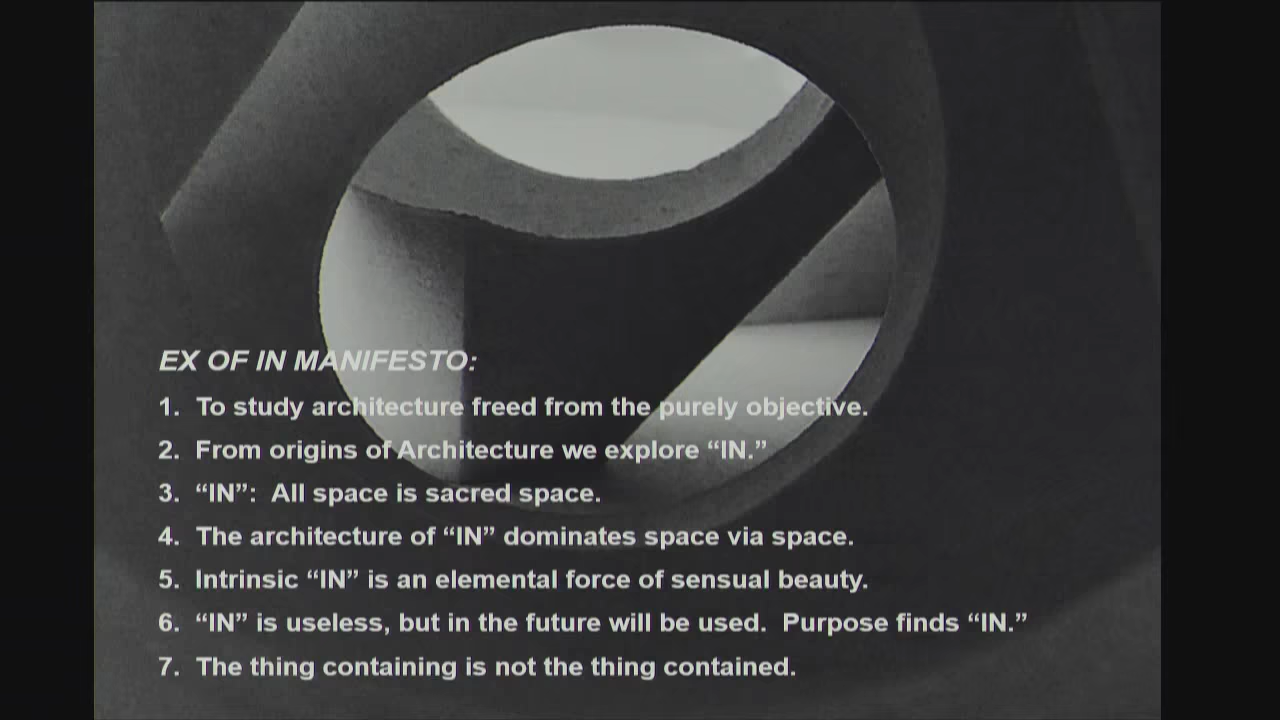 EX OF IN MANIFESTO:
1. To study architecture freed from the purely objective.
2. From origins of Architecture we explore “IN.”
3. “IN”: All space is sacred space.
4. The architecture of “IN” dominates space via space.
5. Intrinsic “IN” is an elemental force of sensual beauty.
6. “IN” is useless, but in the future will be used. Purpose finds “IN.”
7. The thing containing is not the thing contained.